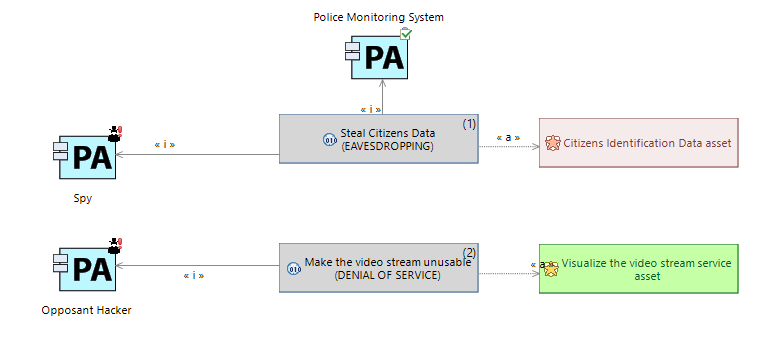 Police Monitoring System
PA
« i »
(1)
Steal Citizens Data
(EAVESDROPPING)
« a »
Citizens Identification Data asset
« i »
PA
Spy
(2)
Make the video stream unusable
(DENIAL OF SERVICE)
« a
Visualize the video stream service
asset
« i »
PA
Opposant Hacker